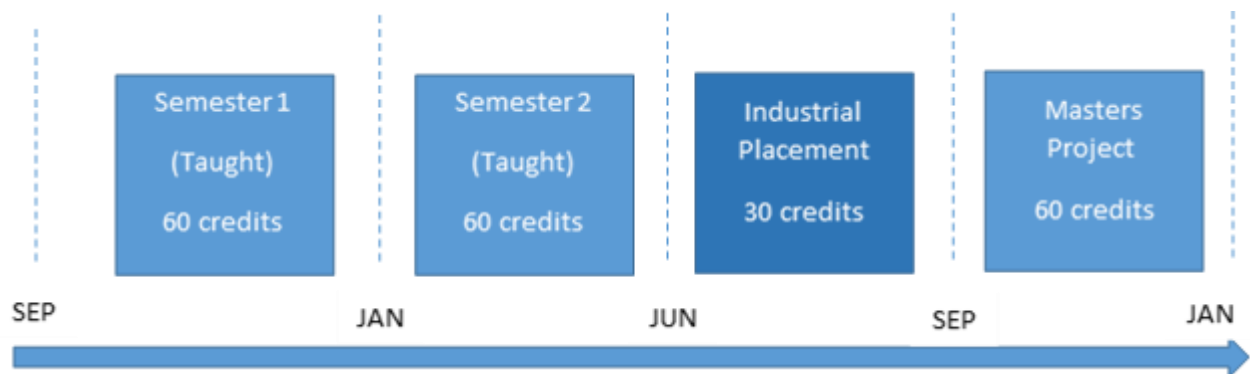 Semester 1
(Taught)
60 credits
Semester 2
(Taught)
60 credits
Industrial
Placement
30 credits
Masters
Project
60 credits
SEP
JAN
JUN
SEP
JAN